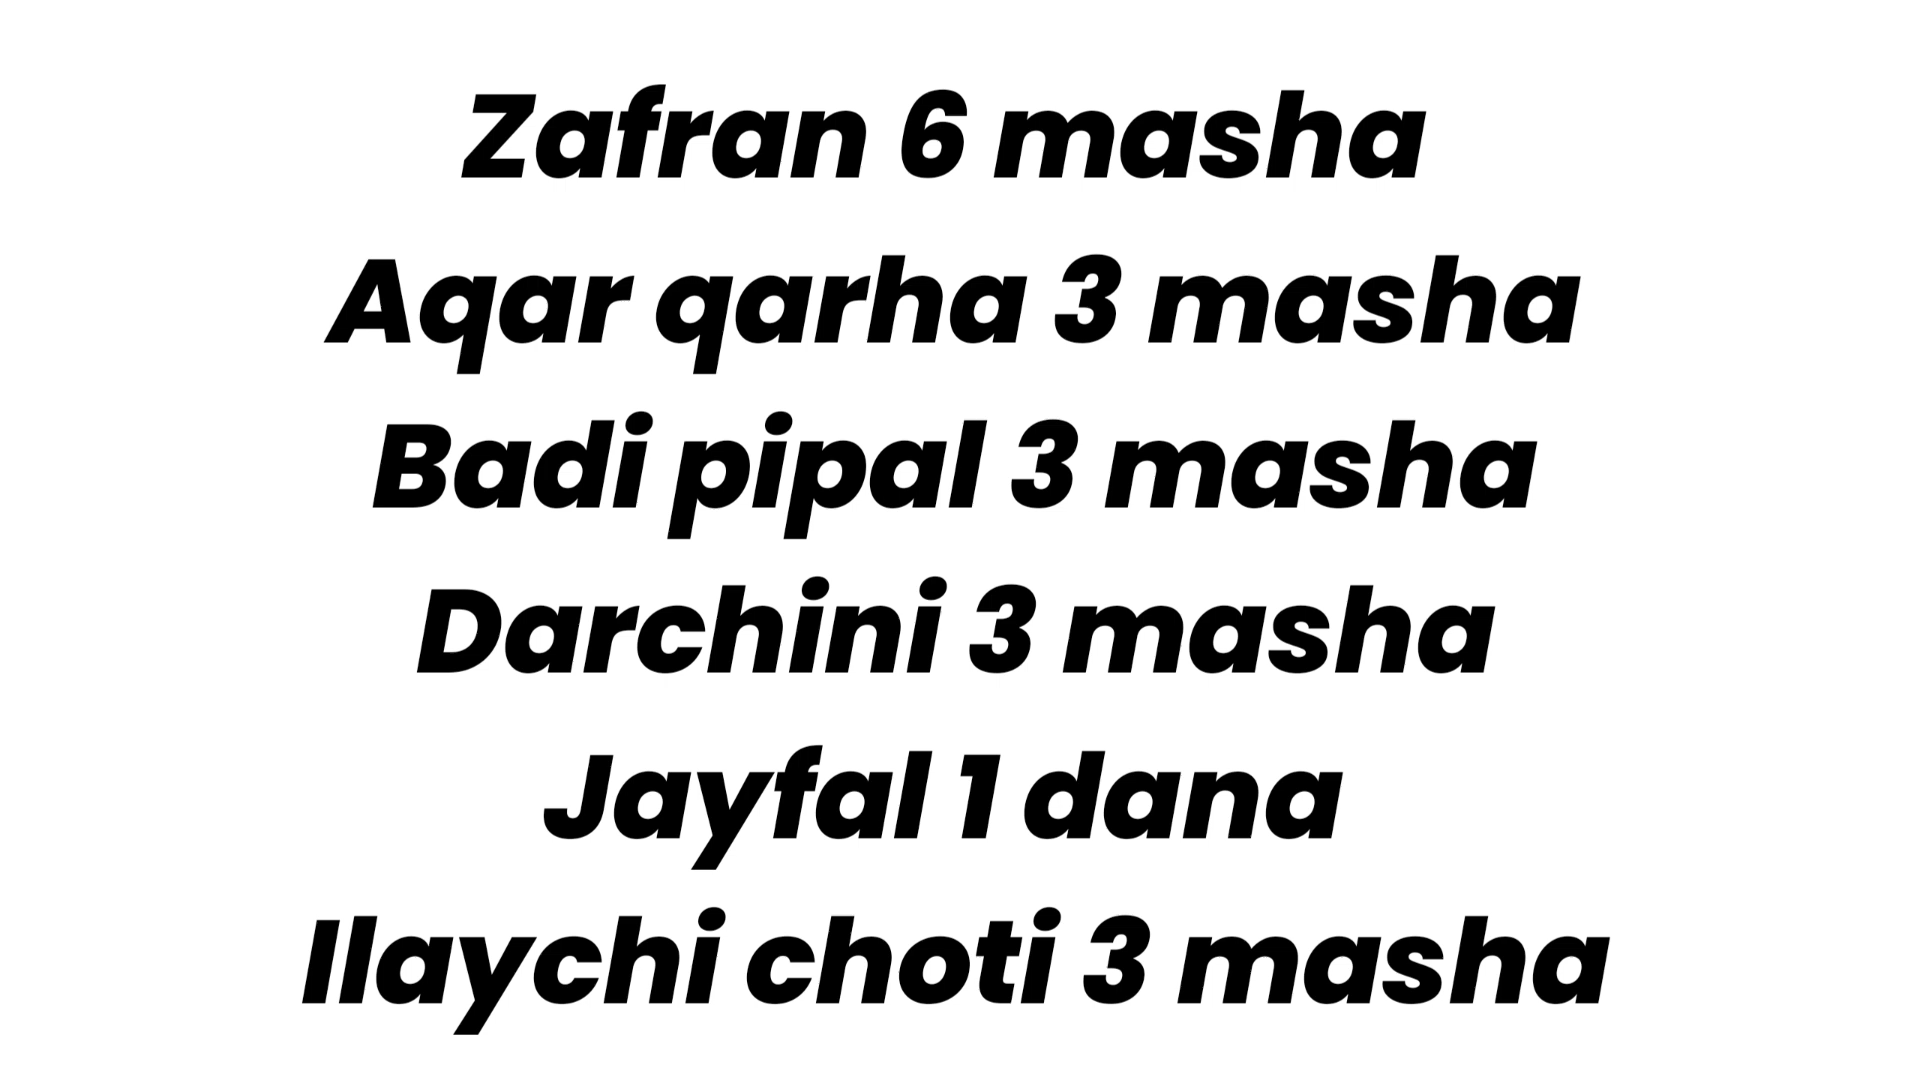 Zafran 6 masha
Aqar qarha 3 masha
Badi pipal 3 masha
Darchini 3 masha
Jayfal 1 dana
Ilaychi choti 3 masha